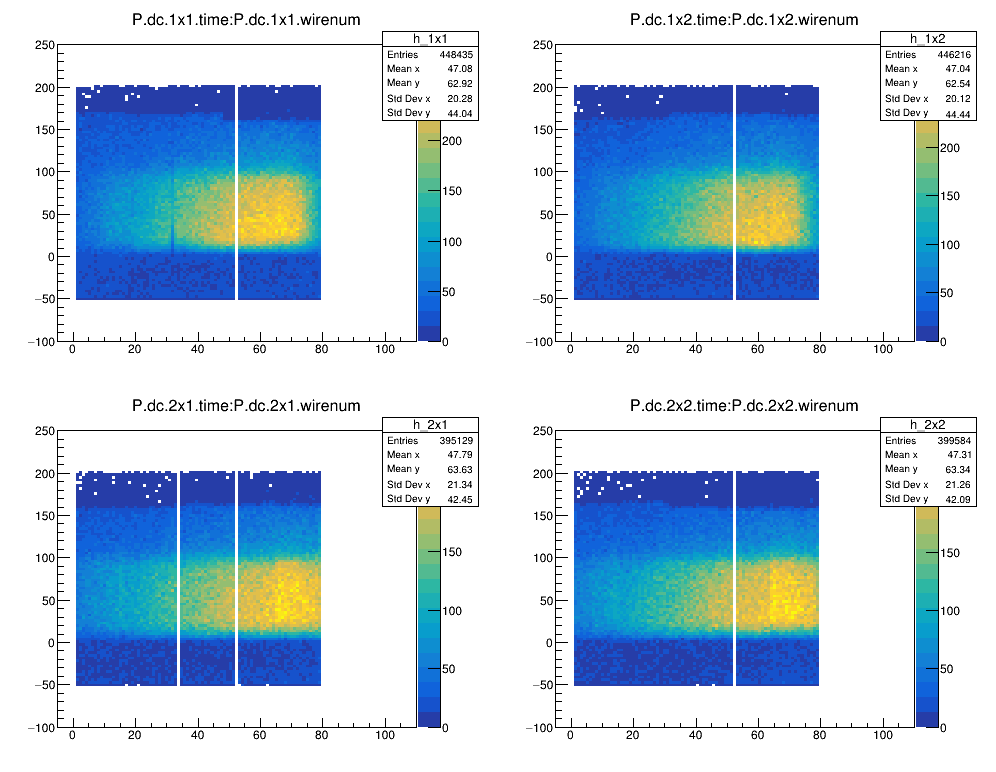 P.dc.1x1.time:P.dc.1x1.wirenum
h_1x1
Entries 448435
Mean x 47.08
Mean y 62.92
Std Dev x 20.28
Std Dev y 44.04
250
200
150
100
50
0
−50
−100
0 20 40 60 80 100
200
150
100
50
0
P.dc.1x2.time:P.dc.1x2.wirenum
h_1x2
Entries 446216
Mean x 47.04
Mean y 62.54
Std Dev x 20.12
Std Dev y 44.44
250
200
150
100
50
0
−50
−100
0 20 40 60 80 100
200
150
100
50
0
P.dc.2x1.time:P.dc.2x1.wirenum
h_2x1
Entries 395129
Mean x 47.79
Mean y 63.63
Std Dev x 21.34
Std Dev y 42.45
250
200
150
100
50
0
−50
−100
0 20 40 60 80 100
150
100
50
0
P.dc.2x2.time:P.dc.2x2.wirenum
h_2x2
Entries 399584
Mean x 47.31
Mean y 63.34
Std Dev x 21.26
Std Dev y 42.09
250
200
150
100
50
0
−50
−100
0 20 40 60 80 100
150
100
50
0